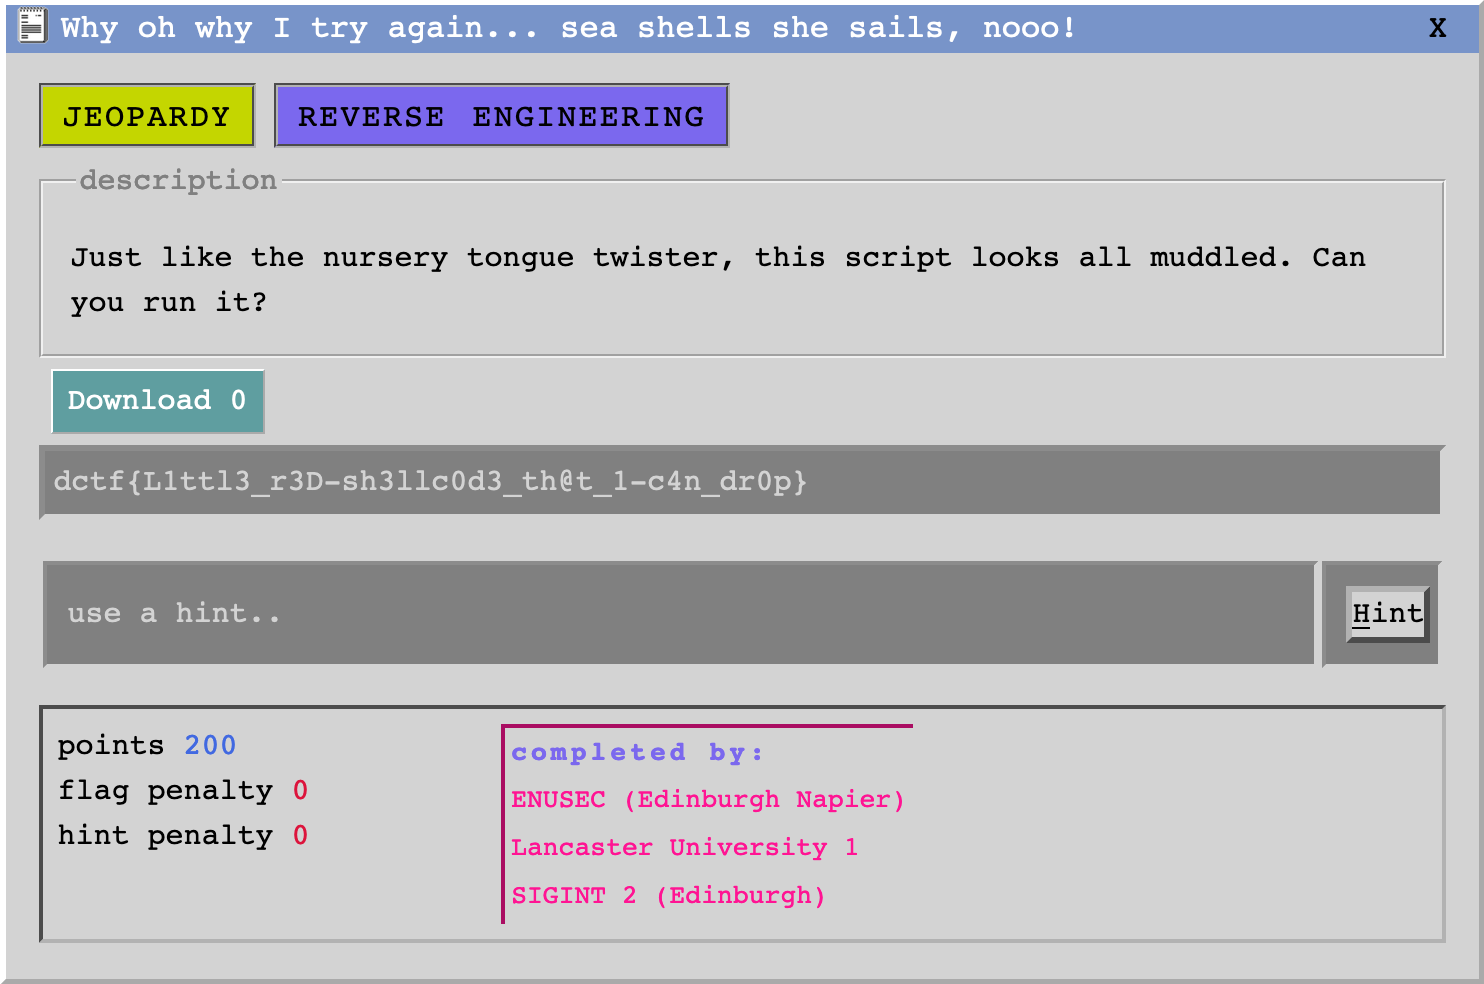 Why oh why I try again... sea shells she sails, nooo!
X
JEOPARDY
REVERSE ENGINEERING
description
Just like the nursery tongue twister, this script looks all muddled. Can
you run it?
Download 0
dctf{L1ttl3_r3D-sh3llc0d3_th@t_1-c4n_dr0p}
use a hint..
Hint
points 200
flag penalty 0
hint penalty 0
completed by:
ENUSEC (Edinburgh Napier)
Lancaster University 1
SIGINT 2 (Edinburgh)